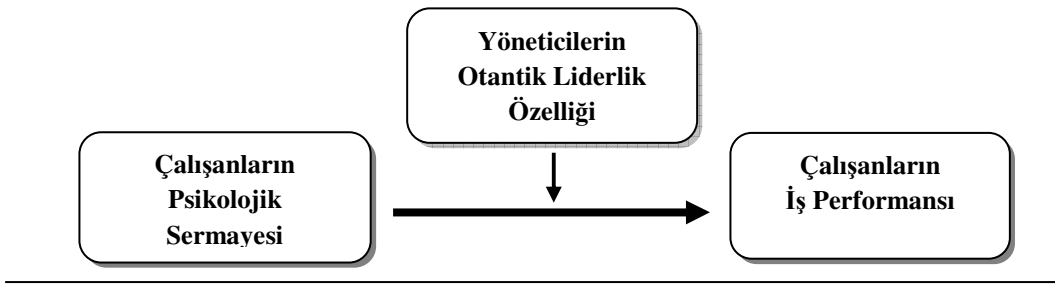 Yöneticilerin
Otantik Liderlik
Özelliği
Çalışanların
Psikolojik
Sermayesi
Çalışanların
İş Performansı